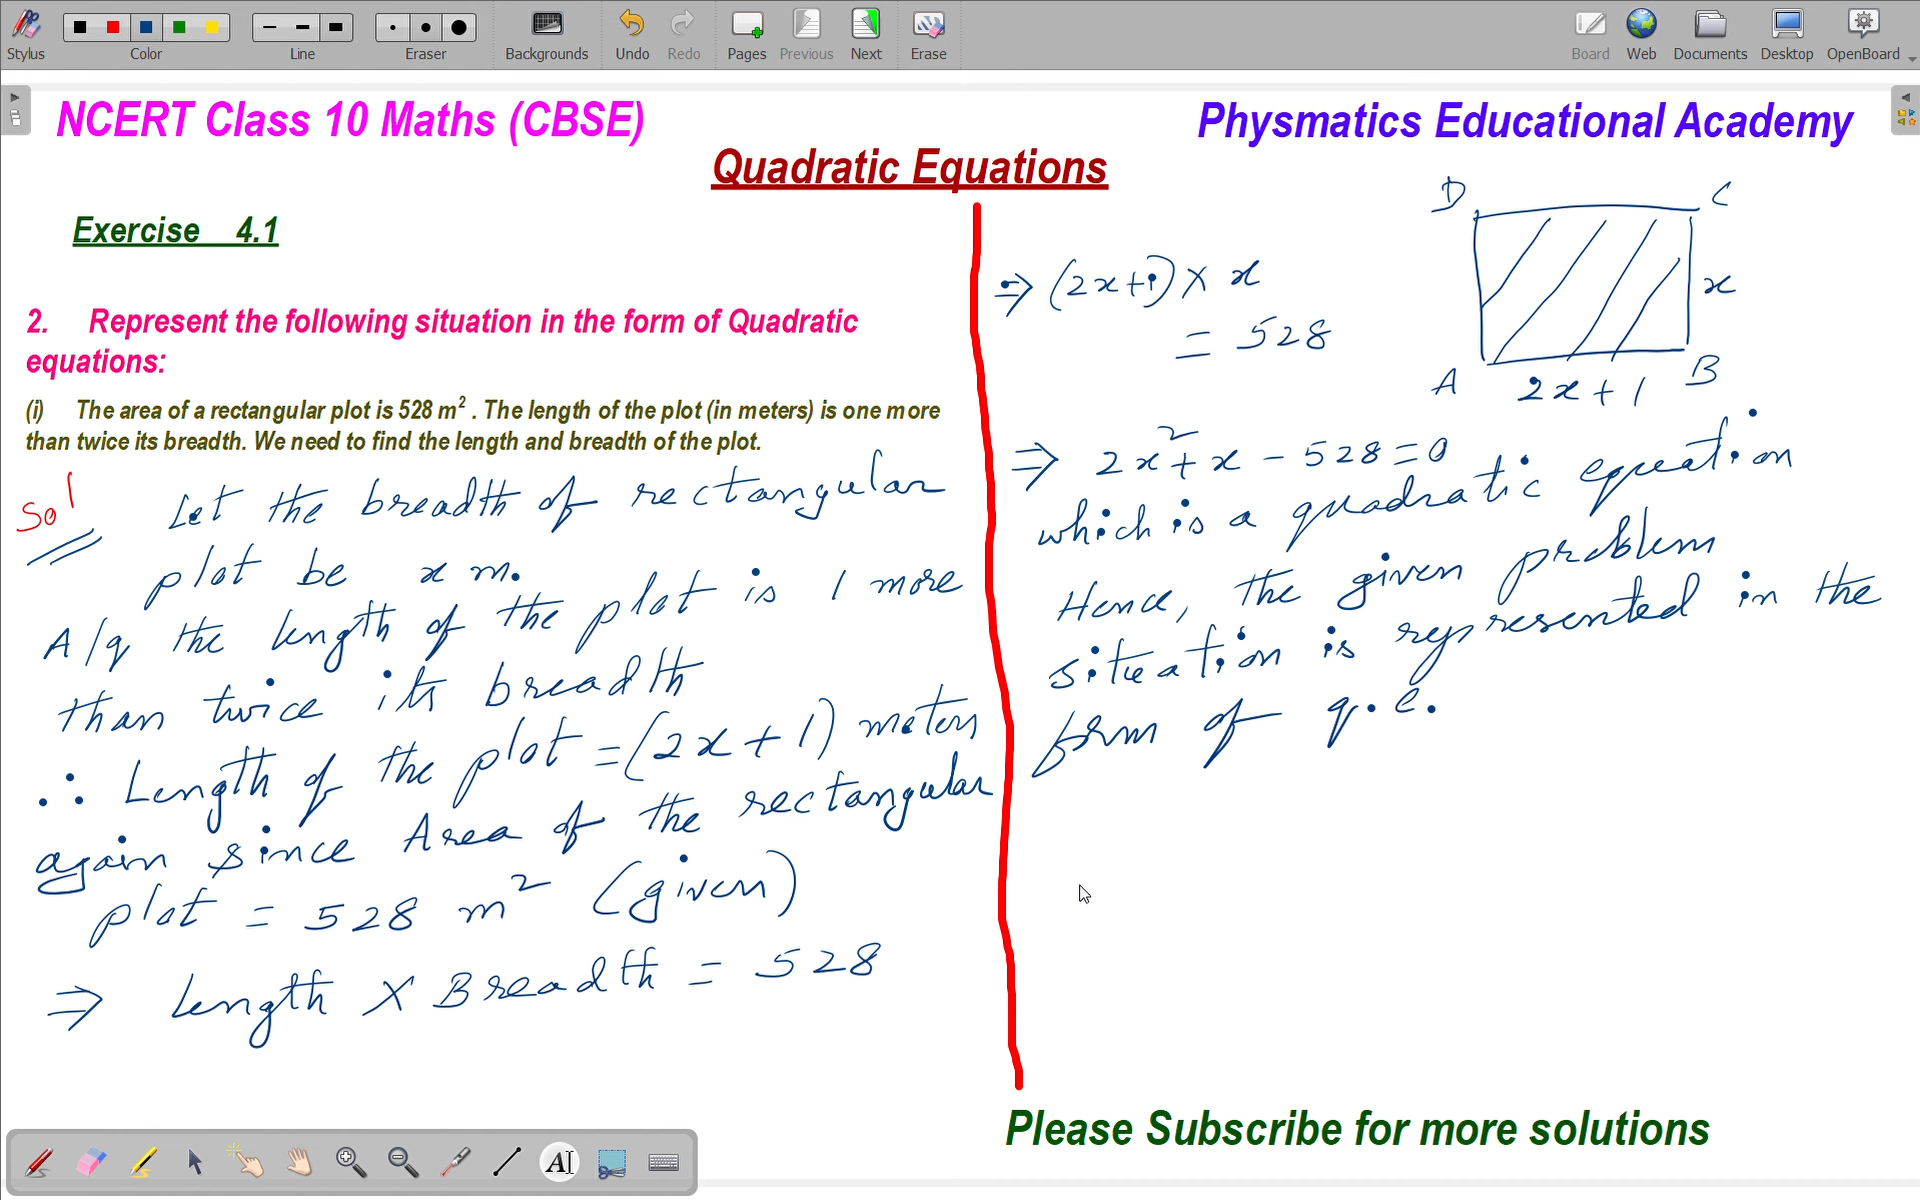 Stylus Color Line Eraser Backgrounds Undo Redo Pages Previous Next Erase Board Web Documents Desktop OpenBoard
NCERT Class 10 Maths (CBSE)
Physmatics Educational Academy
Quadratic Equations
Exercise 4.1
2. Represent the following situation in the form of Quadratic
equations:
(i) The area of a rectangular plot is 528 m² . The length of the plot (in meters) is one more
than twice its breadth. We need to find the length and breadth of the plot.
Sol
Let the breadth of rectangular
plot be x m.
A/q the length of the plot is 1 more
than twice its breadth
∴ Length of the plot = (2x + 1) meters
again since Area of the rectangular
plot = 528 m² (given)
⇒ Length × Breadth = 528
D C
x
A B
2x + 1
⇒ (2x+1) × x
= 528
⇒ 2x² + x - 528 = 0
which is a quadratic equation
Hence, the given problem
situation is represented in the
form of q.e.
Please Subscribe for more solutions